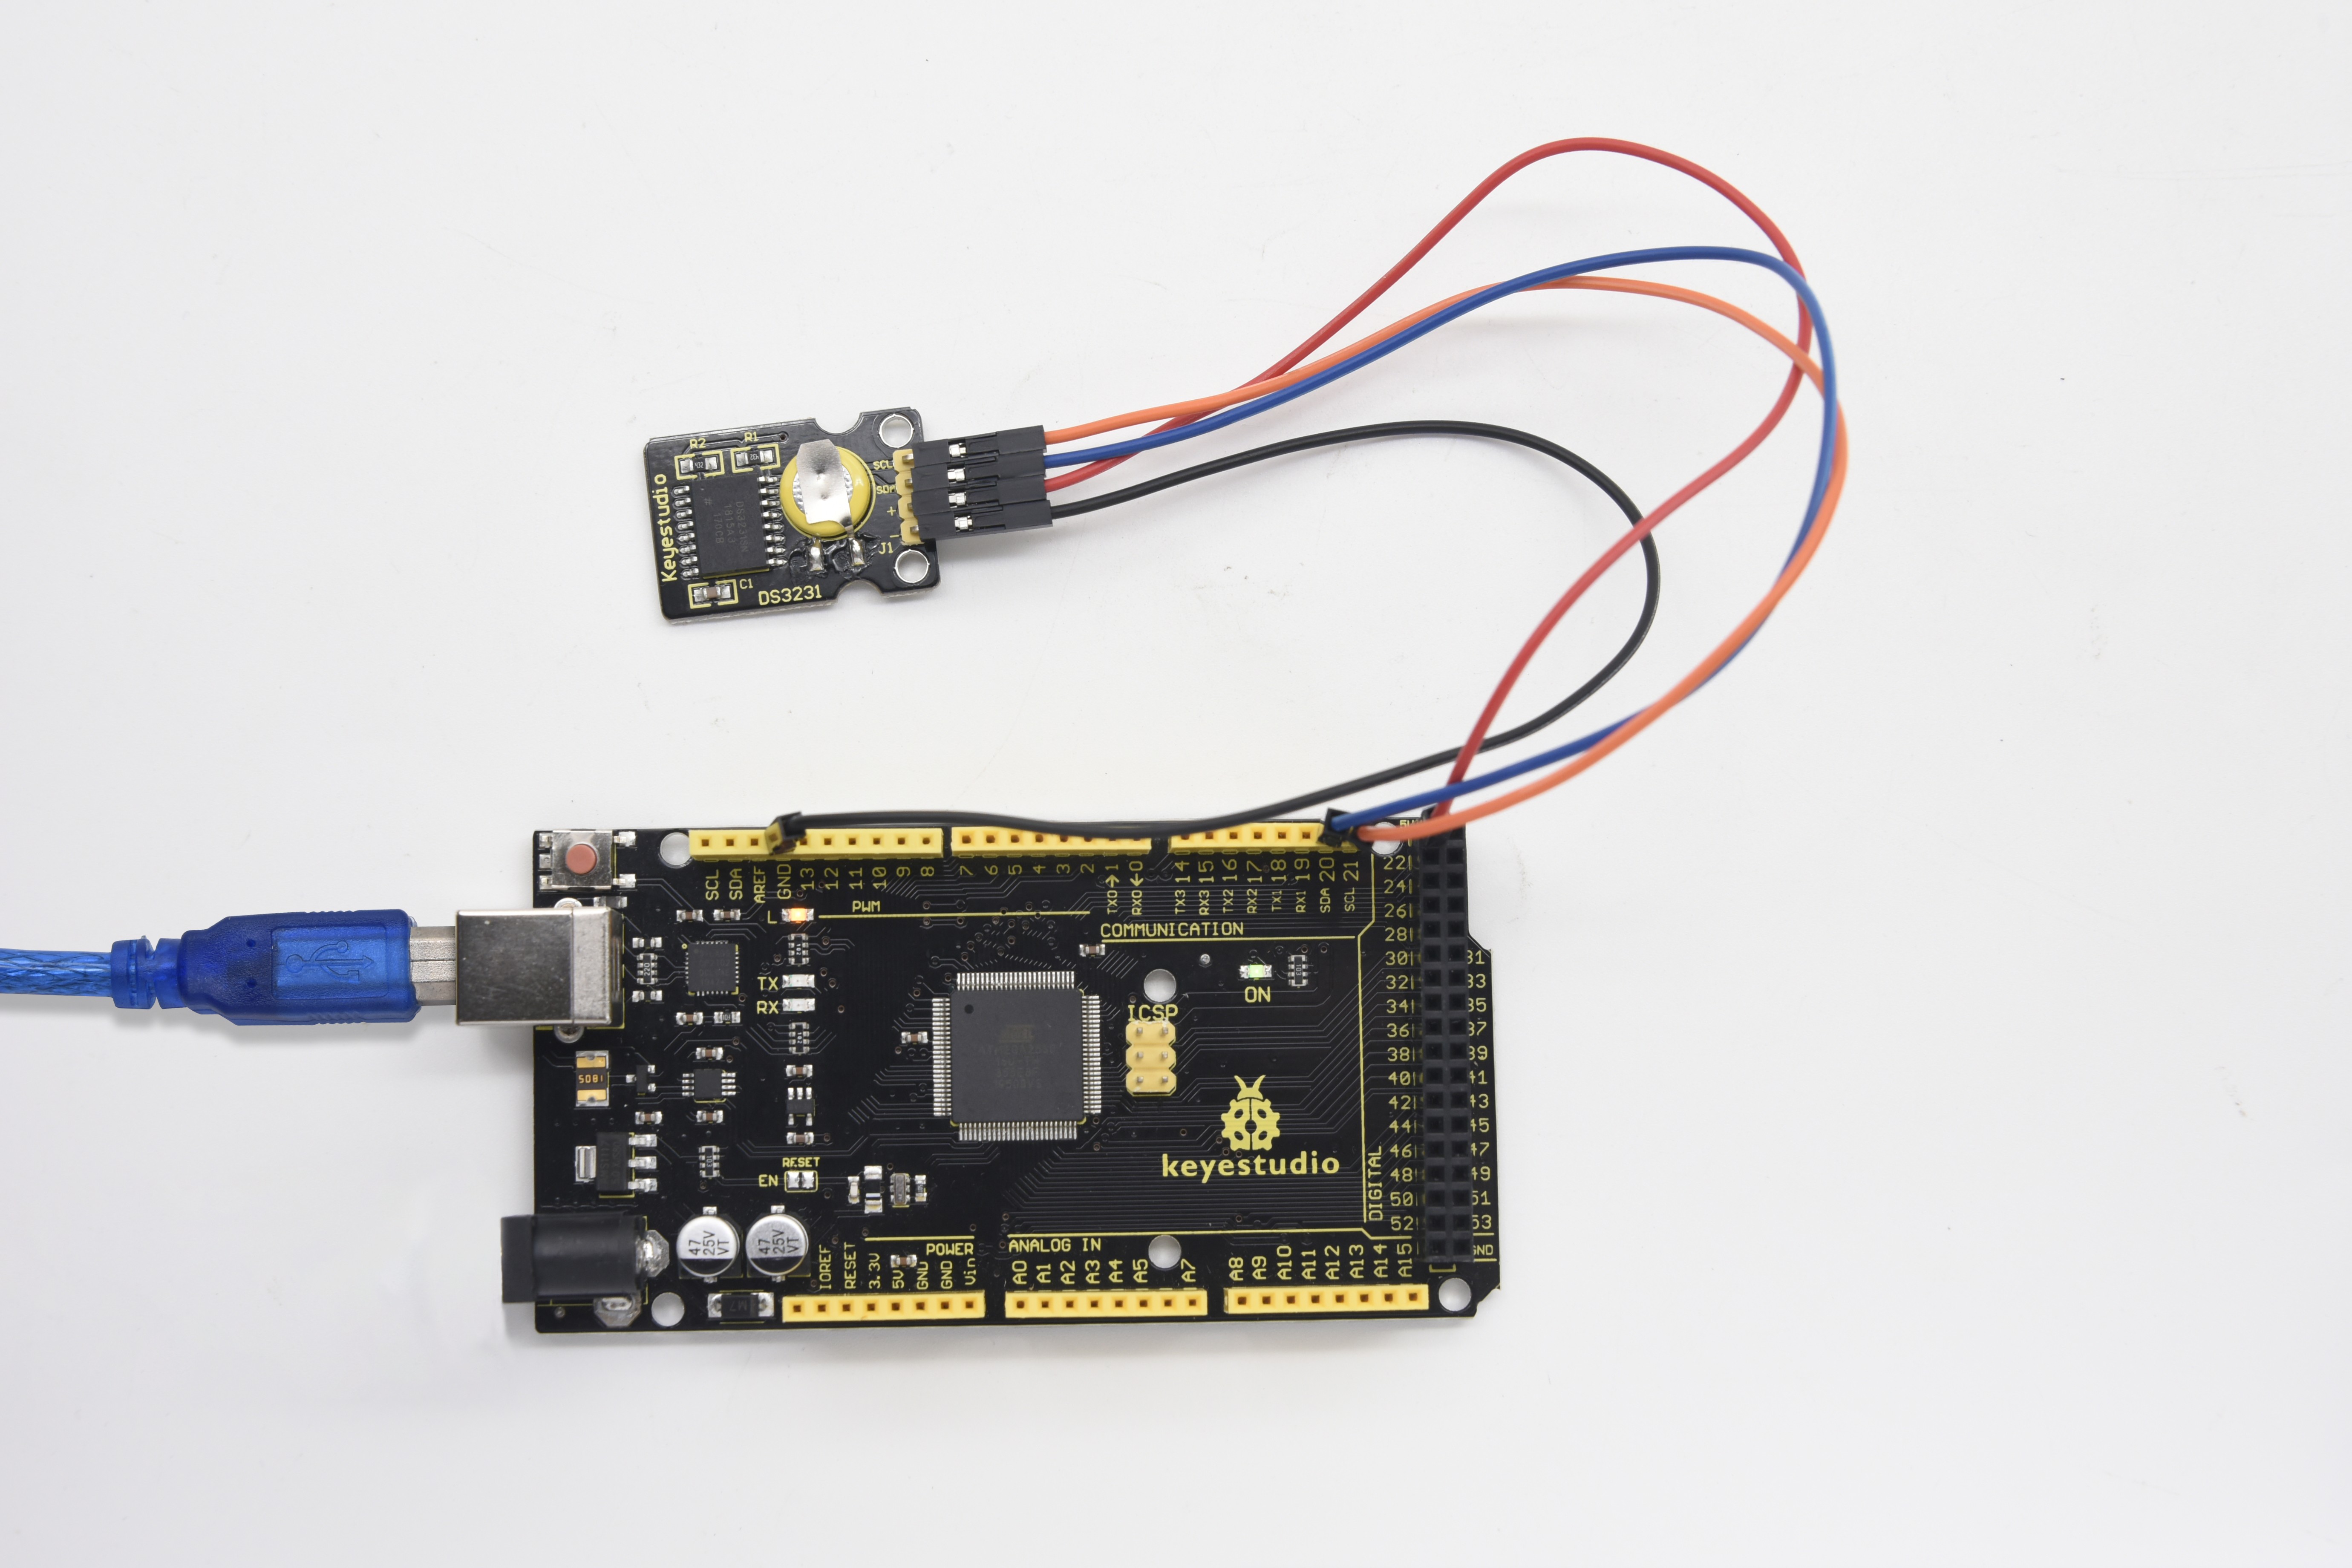 R2
R1
SCL
SDA
+
-
J1
Keyestudio
C1
DS3231
SCL
SDA
AREF
GND
13
12
11
10
9
8
7
6
5
4
3
2
TX0→1
RX0←0
TX3 14
RX3 15
TX2 16
RX2 17
TX1 18
RX1 19
SDA 20
SCL 21
L
PWM
COMMUNICATION
TX
RX
ON
ICSP
22
24
26
28
30
32
34
36
38
40
42
44
46
48
50
52
31
33
35
37
39
41
43
45
47
49
51
53
GND
DIGITAL
keyestudio
RESET
EN
47
25V
VT
47
25V
VT
M7
IOREF
RESET
3.3V
5V
GND
GND
Vin
POWER
ANALOG IN
A0
A1
A2
A3
A4
A5
A7
A8
A9
A10
A11
A12
A13
A14
A15